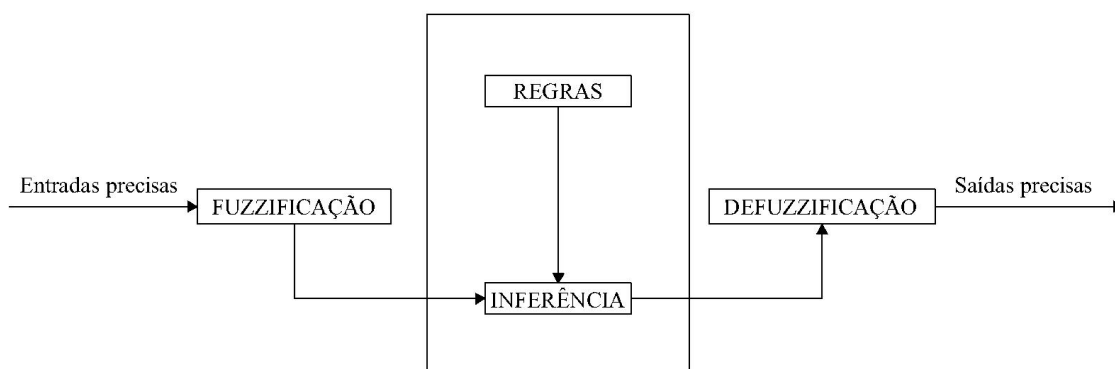 REGRAS
Entradas precisas
FUZZIFICAÇÃO
DEFUZZIFICAÇÃO
Saídas precisas
INFERÊNCIA